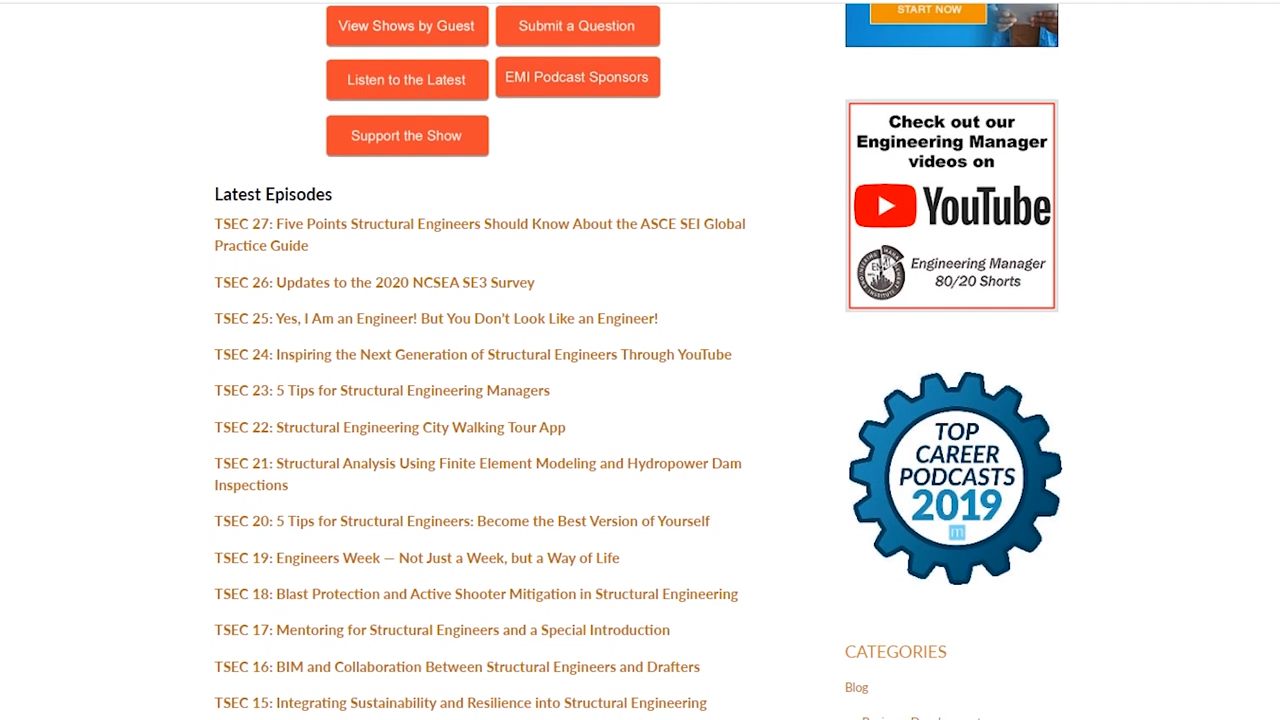 View Shows by Guest
Submit a Question
Listen to the Latest
EMI Podcast Sponsors
Support the Show
Latest Episodes
TSEC 27: Five Points Structural Engineers Should Know About the ASCE SEI Global
Practice Guide
TSEC 26: Updates to the 2020 NCSEA SE3 Survey
TSEC 25: Yes, I Am an Engineer! But You Don’t Look Like an Engineer!
TSEC 24: Inspiring the Next Generation of Structural Engineers Through YouTube
TSEC 23: 5 Tips for Structural Engineering Managers
TSEC 22: Structural Engineering City Walking Tour App
TSEC 21: Structural Analysis Using Finite Element Modeling and Hydropower Dam
Inspections
TSEC 20: 5 Tips for Structural Engineers: Become the Best Version of Yourself
TSEC 19: Engineers Week — Not Just a Week, but a Way of Life
TSEC 18: Blast Protection and Active Shooter Mitigation in Structural Engineering
TSEC 17: Mentoring for Structural Engineers and a Special Introduction
TSEC 16: BIM and Collaboration Between Structural Engineers and Drafters
TSEC 15: Integrating Sustainability and Resilience into Structural Engineering
START NOW
Check out our
Engineering Manager
videos on
YouTube
Engineering Manager
80/20 Shorts
TOP
CAREER
PODCASTS
2019
m
CATEGORIES
Blog